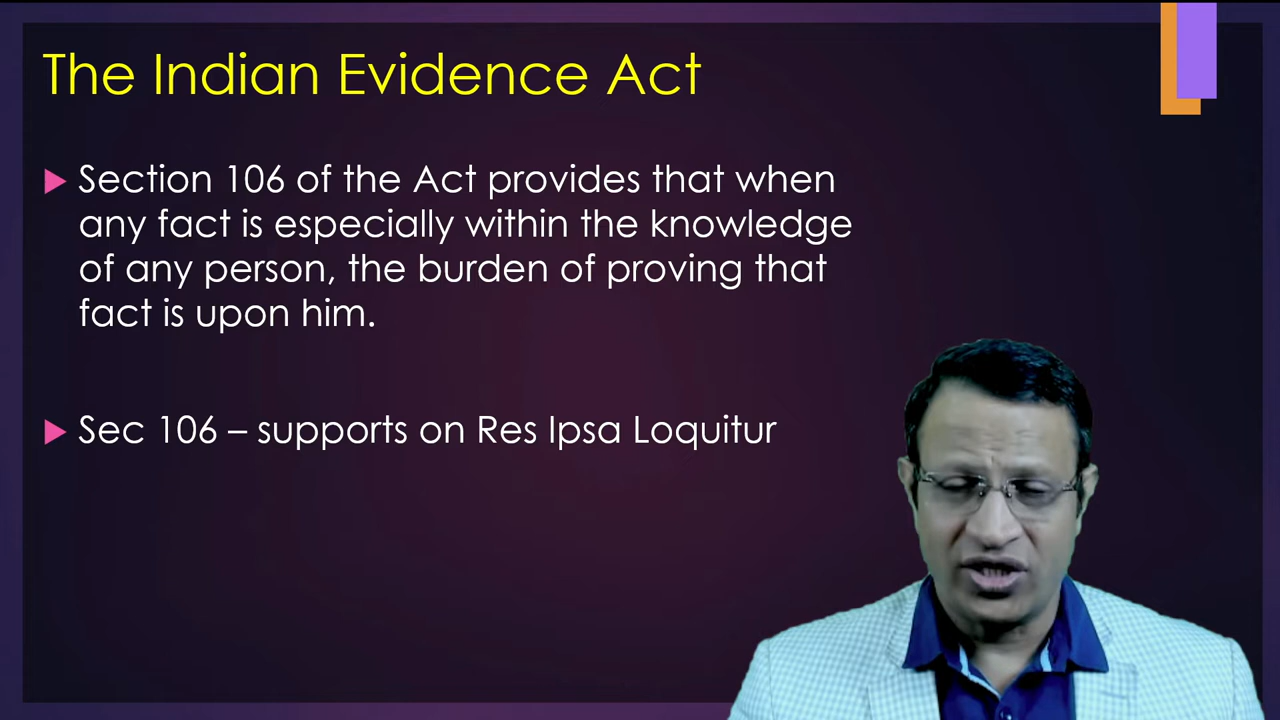 The Indian Evidence Act
Section 106 of the Act provides that when
any fact is especially within the knowledge
of any person, the burden of proving that
fact is upon him.
Sec 106 – supports on Res Ipsa Loquitur